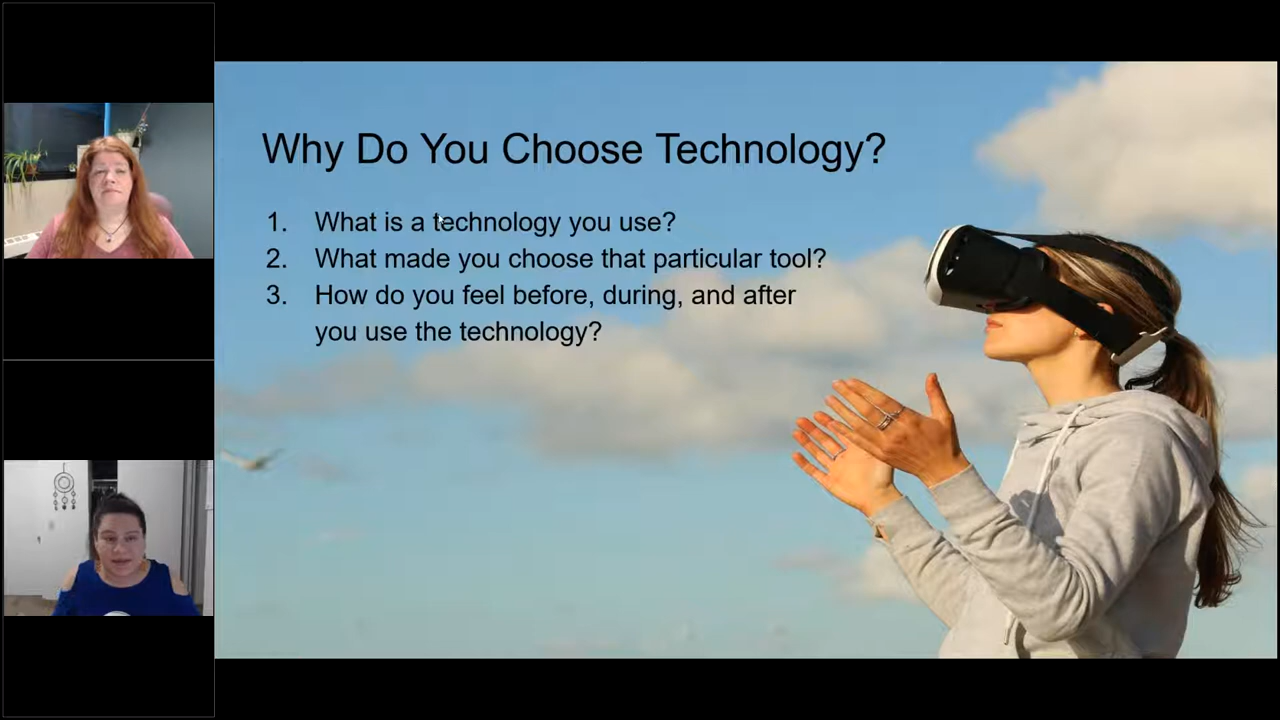 Why Do You Choose Technology?
1. What is a technology you use?
2. What made you choose that particular tool?
3. How do you feel before, during, and after
you use the technology?